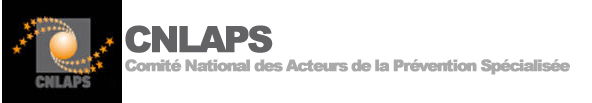 CNLAPS
CNLAPS
Comité National des Acteurs de la Prévention Spécialisée